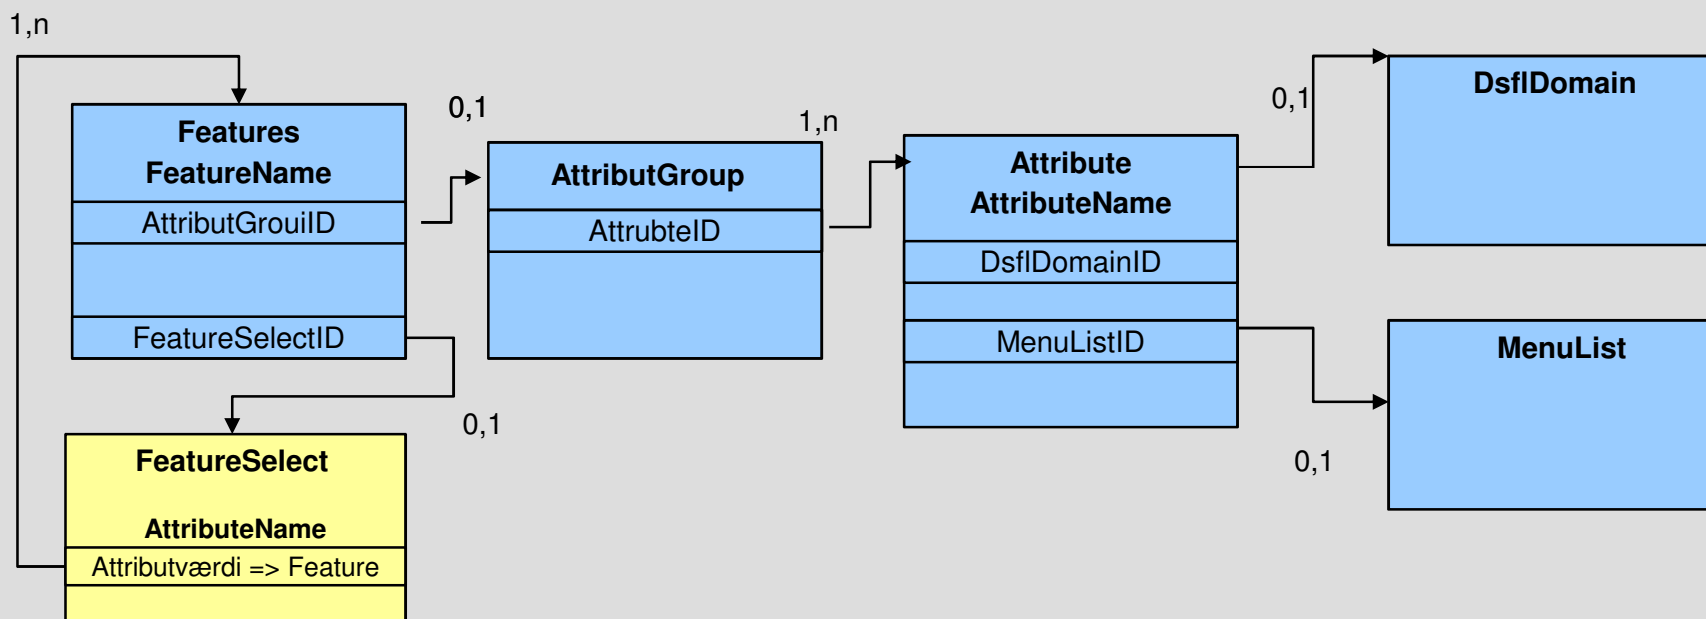 1,n
Features
FeatureName
AttributGrouiID
FeatureSelectID
0,1
AttributGroup
AttrubteID
1,n
Attribute
AttributeName
DsflDomainID
MenuListID
0,1
DsflDomain
MenuList
0,1
0,1
FeatureSelect
AttributeName
Attributværdi => Feature